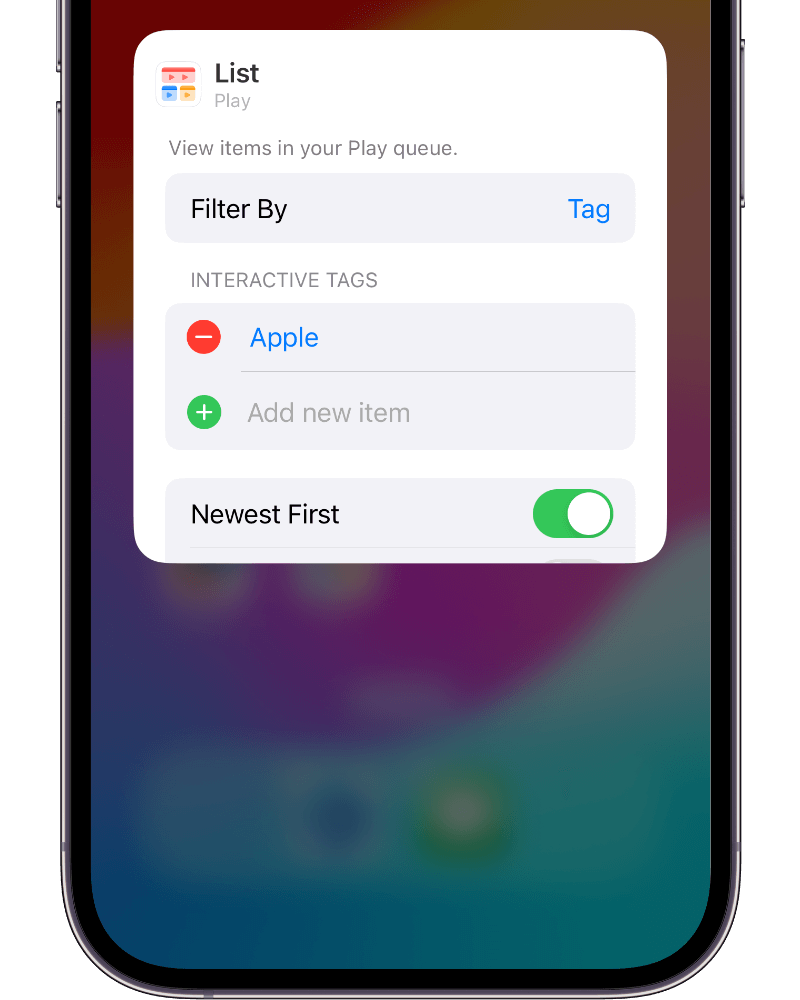 List
Play
View items in your Play queue.
Filter By
Tag
INTERACTIVE TAGS
Apple
Add new item
Newest First